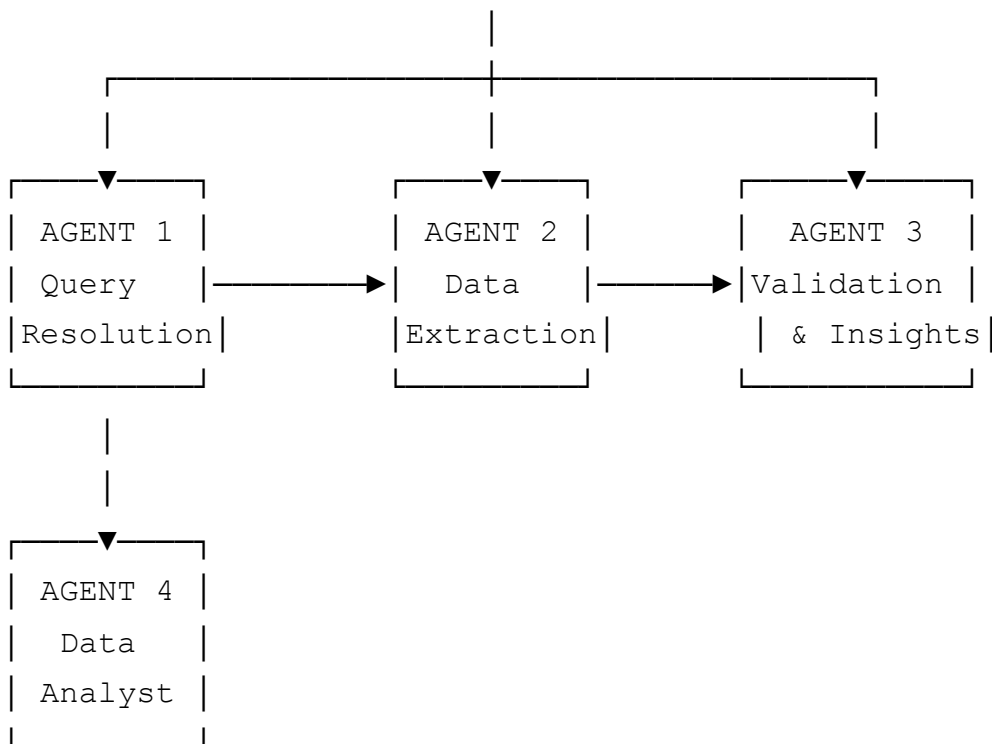 AGENT 1
Query
Resolution
AGENT 2
Data
Extraction
AGENT 3
Validation
& Insights
AGENT 4
Data
Analyst